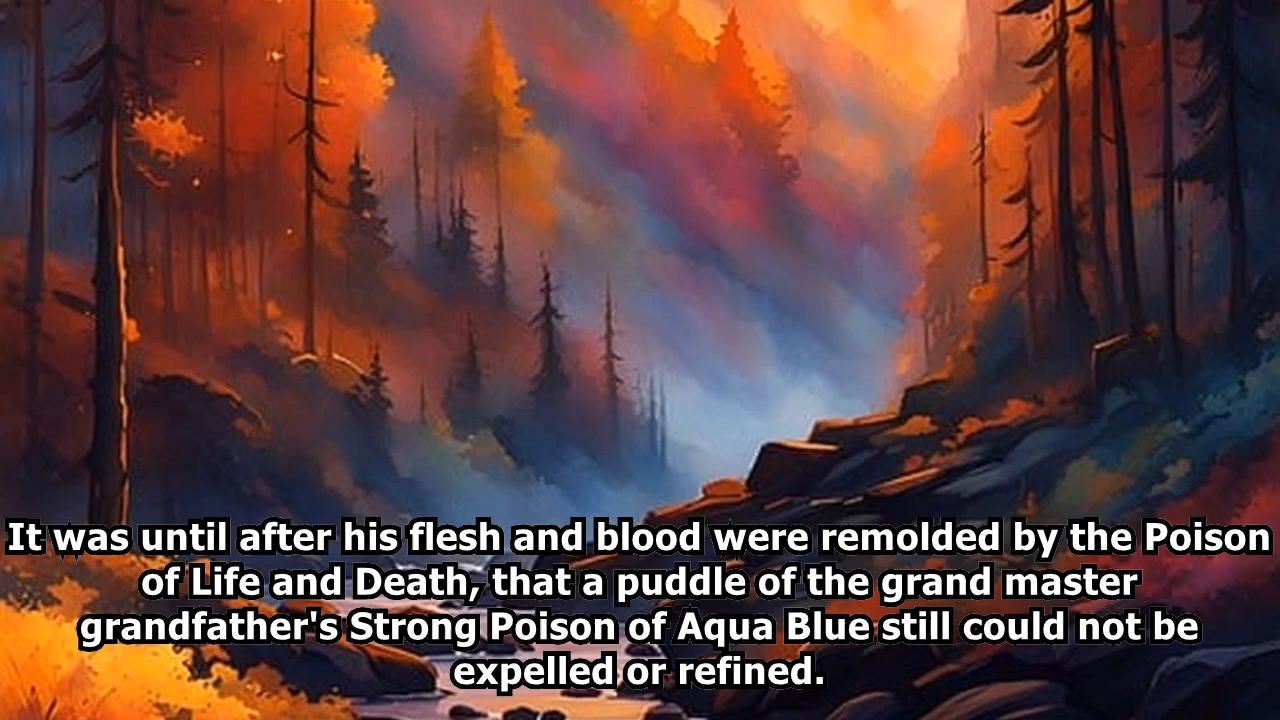 It was until after his flesh and blood were remolded by the Poison
of Life and Death, that a puddle of the grand master
grandfather's Strong Poison of Aqua Blue still could not be
expelled or refined.